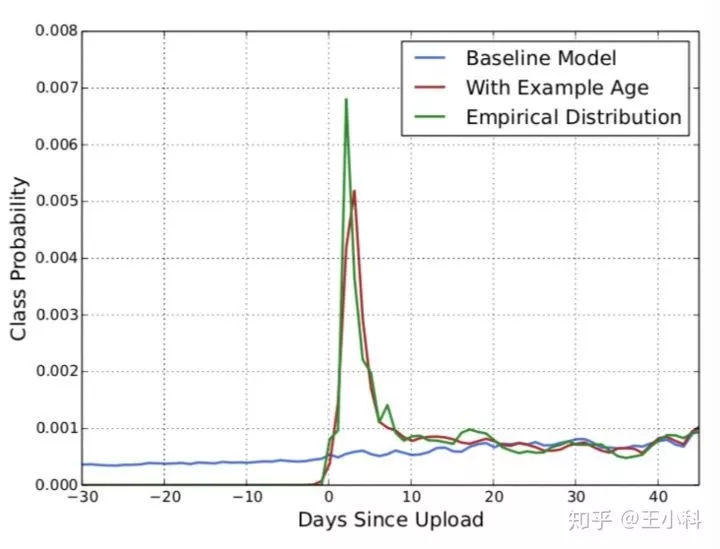 0.008
Baseline Model
With Example Age
Empirical Distribution
0.007
0.006
0.005
0.004
0.003
0.002
0.001
0.000
Class Probability
−30 −20 −10 0 10 20 30 40
Days Since Upload
知乎 @王小科